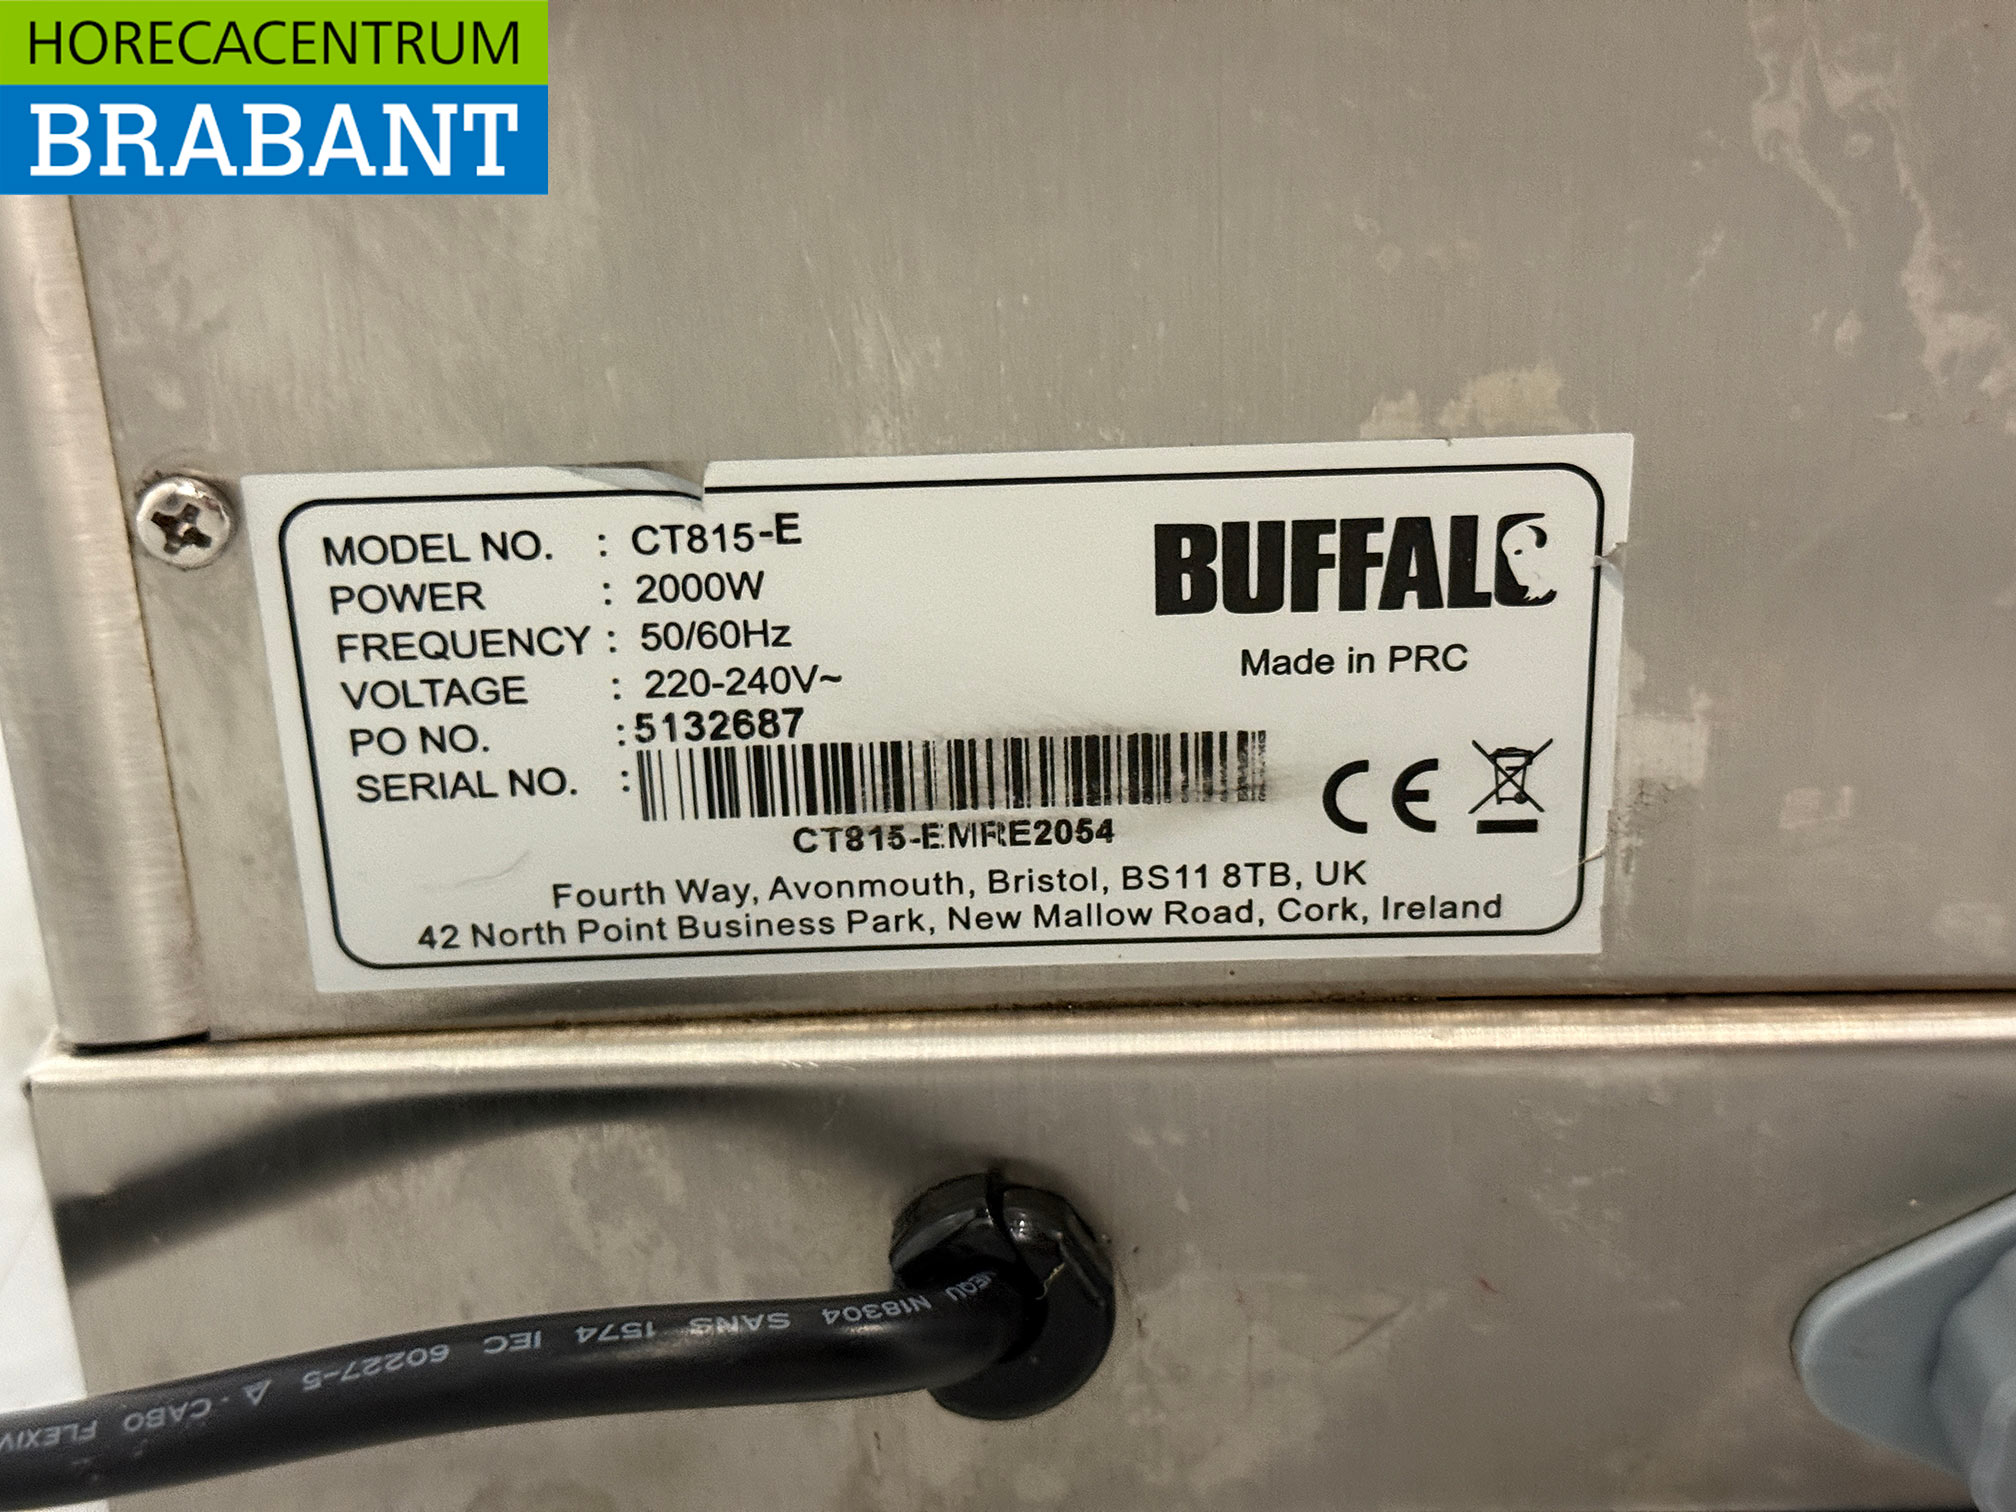 HORECACENTRUM
BRABANT
MODEL NO. : CT815-E
POWER : 2000W
FREQUENCY : 50/60Hz
VOLTAGE : 220-240V~
PO NO. : 5132687
SERIAL NO. :
CT815-EMRE2054
BUFFALO
Made in PRC
CE
Fourth Way, Avonmouth, Bristol, BS11 8TB, UK
42 North Point Business Park, New Mallow Road, Cork, Ireland
CABO FLEXIV
60227-5 IEC 1574 SANS N18304